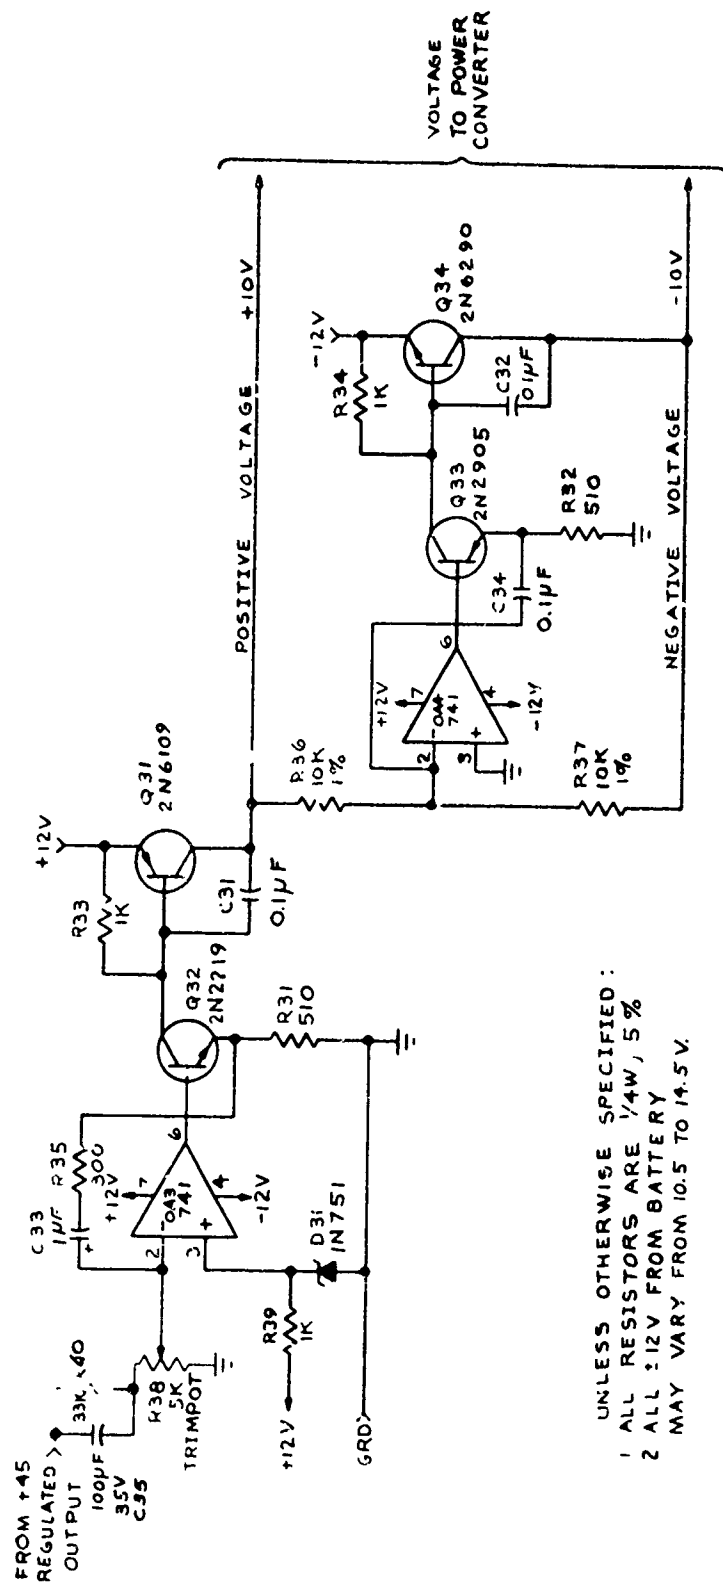 FROM +45
REGULATED >
OUTPUT
100µF
35V
C35
33K
R38
5K
TRIMPOT
C33
1µF
R35
300
+12V
7
2
OA3
741
3
6
4
-12V
R39
1K
+12V
D31
1N751
GRD>
Q32
R31
510
R33
1K
+12V
Q31
2N6109
C31
0.1µF
POSITIVE VOLTAGE +10V
R36
10K
1%
R37
10K
1%
+12V
7
2
OA4
741
3
6
4
-12V
C34
0.1µF
Q33
2N2905
R32
510
R34
1K
-12V
Q34
2N6290
C32
0.1µF
NEGATIVE VOLTAGE -10V
VOLTAGE
TO POWER
CONVERTER
UNLESS OTHERWISE SPECIFIED:
1 ALL RESISTORS ARE 1/4W, 5%
2 ALL ±12V FROM BATTERY
MAY VARY FROM 10.5 TO 14.5V.